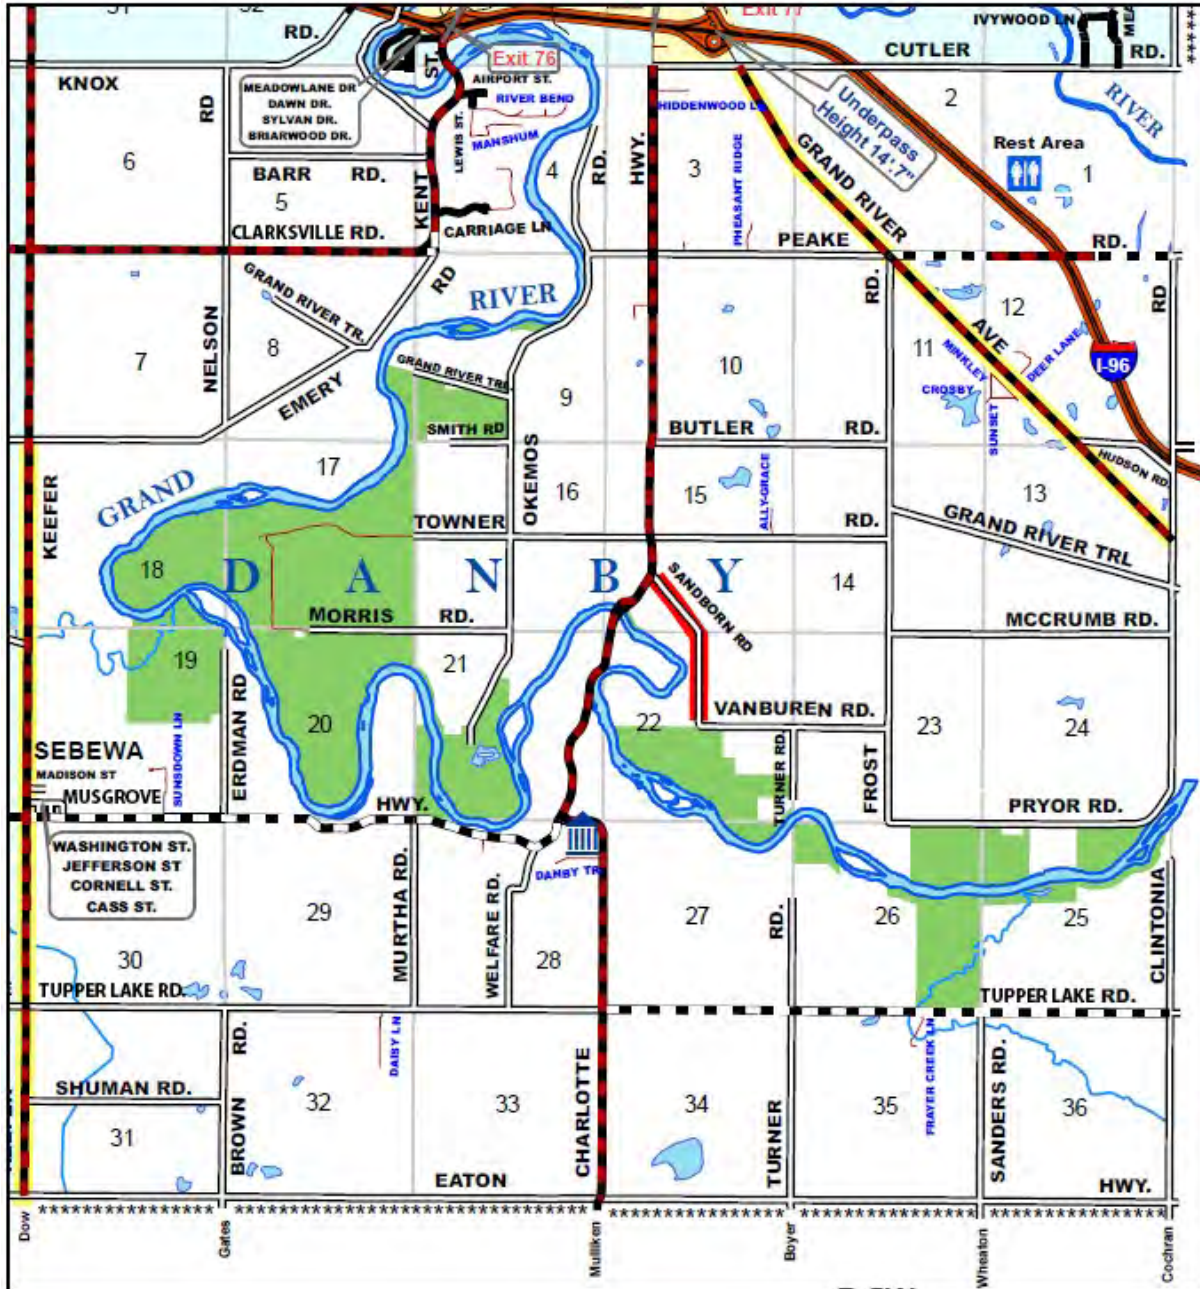 Exit 77
IVYWOOD LN
RD.
CUTLER
RD.
KNOX
Exit 76
ST.
AIRPORT ST.
RIVER BEND
MEADOWLANE DR
DAWN DR.
SYLVAN DR.
BRIARWOOD DR.
LEWIS ST.
MANSHUM
HIDDENWOOD
Underpass
Height 14'.7"
2
RIVER
RD
6
BARR RD.
5
4
RD.
HWY.
3
PHEASANT RIDGE
GRAND RIVER
Rest Area
1
KENT
CLARKSVILLE RD.
CARRIAGE LN
PEAKE
RD.
GRAND RIVER TR.
RD
RIVER
RD.
12
RD
7
NELSON
8
EMERY
GRAND RIVER TRL
9
10
11
AVE
MINKLEY
DEER LANE
I-96
CROSBY
SUNSET
SMITH RD
BUTLER
RD.
17
OKEMOS
HUDSON RD.
KEEFER
GRAND
16
15
ALLY-GRACE
13
TOWNER
RD.
GRAND RIVER TRL
18
D A N B Y
SANDBORN RD
14
MORRIS RD.
MCCRUMB RD.
19
21
ERDMAN RD
20
22
VANBUREN RD.
23
24
SEBEWA
MADISON ST
MUSGROVE
SUNSDOWN LN
HWY.
TURNER RD.
FROST
PRYOR RD.
WASHINGTON ST.
JEFFERSON ST
CORNELL ST.
CASS ST.
DANBY TR
29
MURTHA RD.
WELFARE RD.
28
27
RD.
26
25
CLINTONIA
30
TUPPER LAKE RD.
TUPPER LAKE RD.
RD.
DAISY LN
FRAYER CREEK LN
SANDERS RD.
SHUMAN RD.
32
33
CHARLOTTE
34
35
36
31
BROWN
TURNER
EATON
HWY.
Dow
Gates
Mulliken
Boyer
Wheaton
Cochran